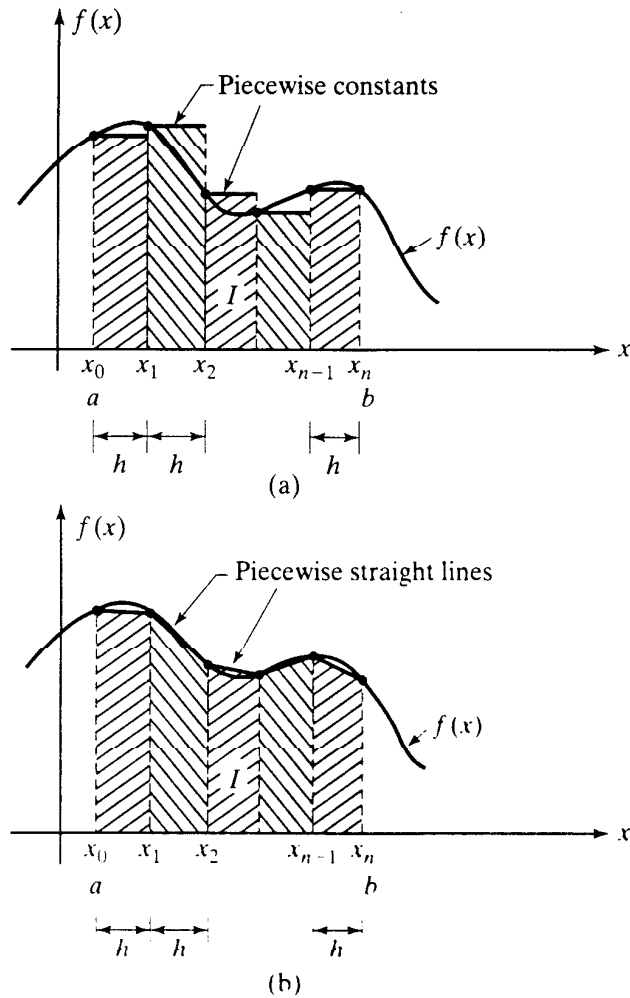 f(x)
Piecewise constants
f(x)
I
x
x₀ x₁ x₂ xₙ₋₁ xₙ
a b
h h h
(a)
f(x)
Piecewise straight lines
f(x)
I
x
x₀ x₁ x₂ xₙ₋₁ xₙ
a b
h h h
(b)